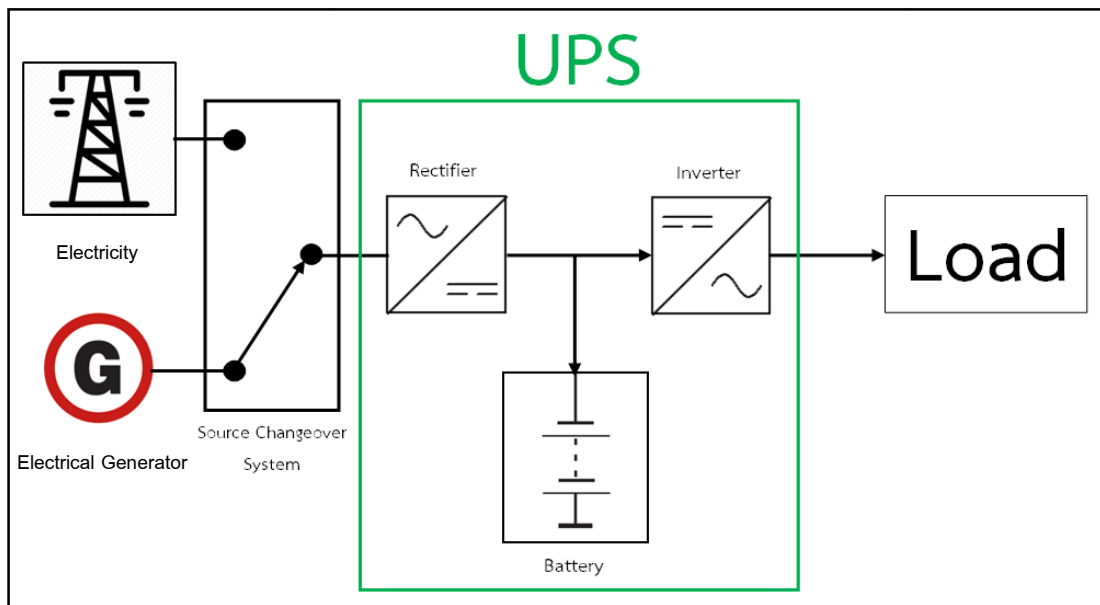 UPS
Rectifier
Inverter
Electricity
Load
G
Source Changeover
System
Electrical Generator
Battery